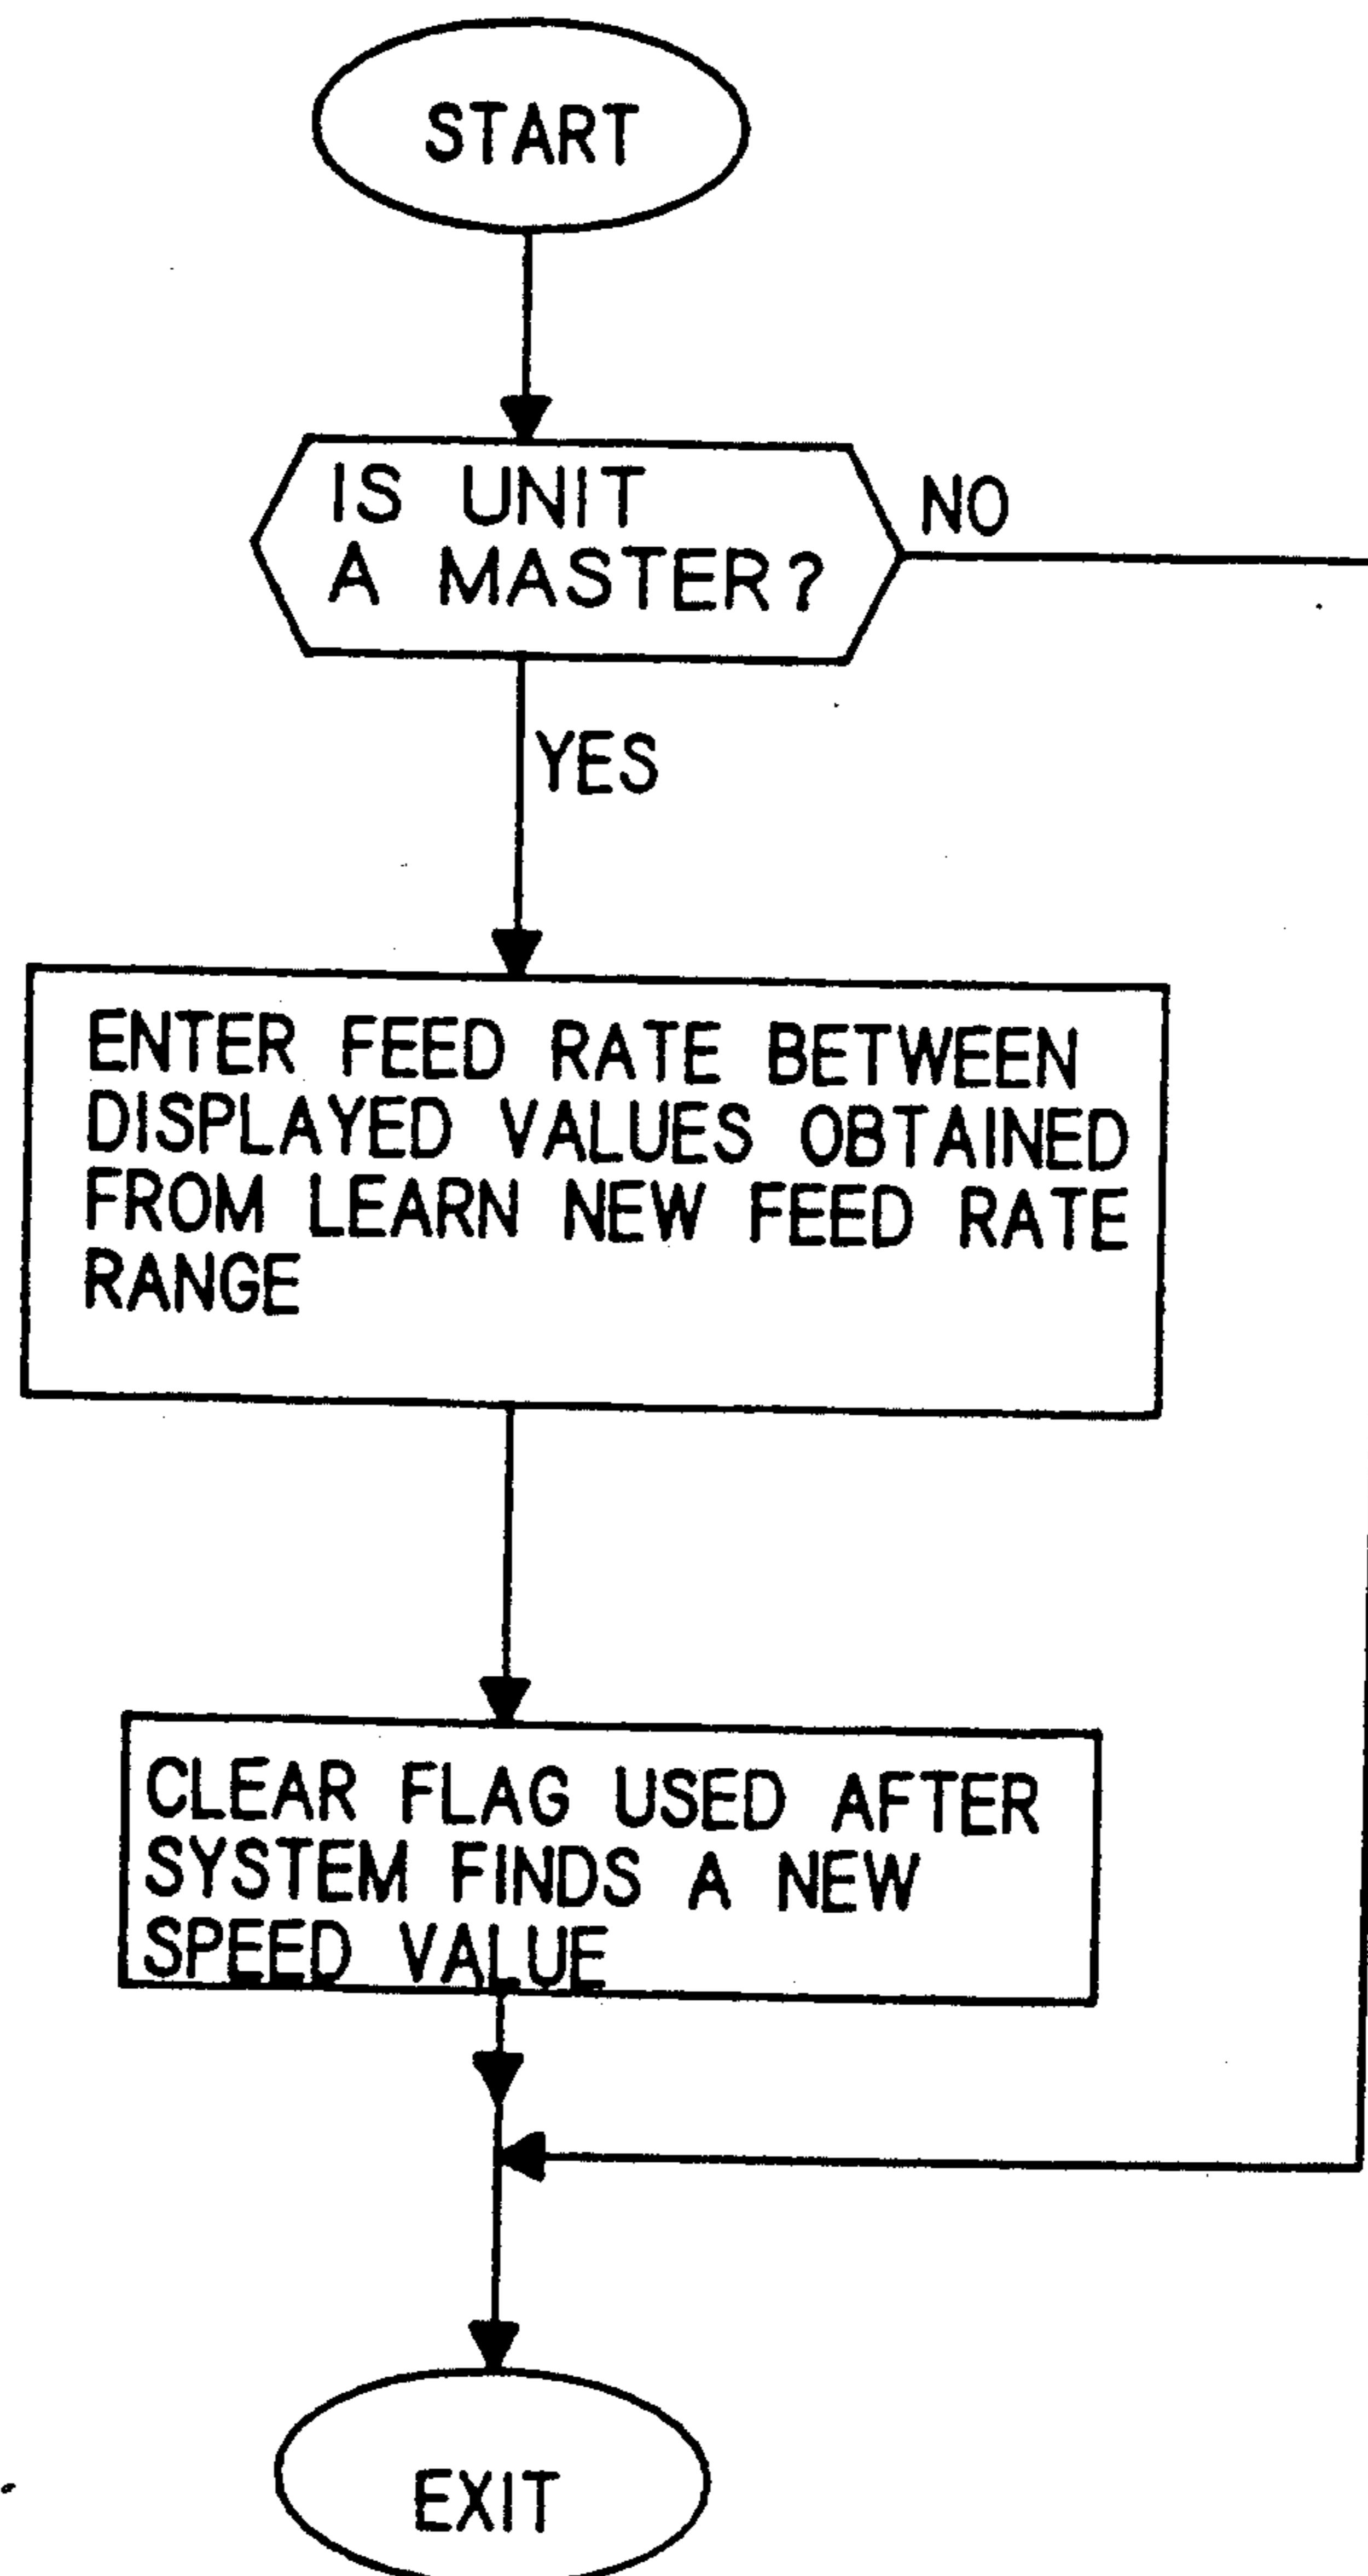 START
IS UNIT
A MASTER?
NO
YES
ENTER FEED RATE BETWEEN
DISPLAYED VALUES OBTAINED
FROM LEARN NEW FEED RATE
RANGE
CLEAR FLAG USED AFTER
SYSTEM FINDS A NEW
SPEED VALUE
EXIT